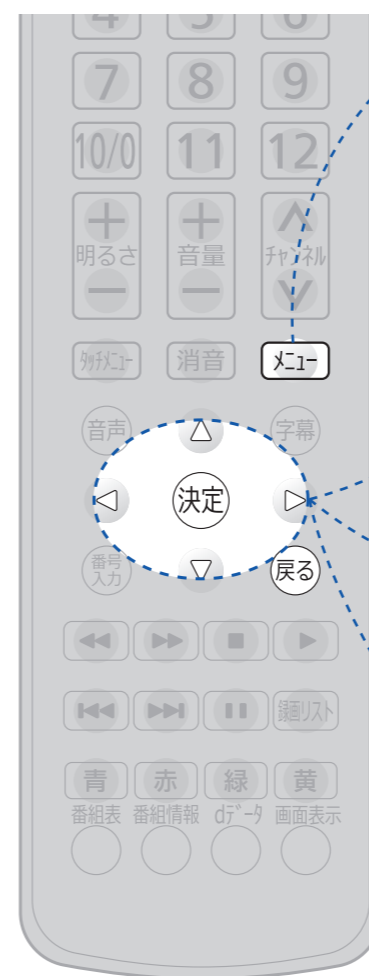 4 5 6
7 8 9
10/0 11 12
明るさ 音量 チャンネル
タッチメニュー 消音 メニュー
音声 字幕
決定
番号
入力
戻る
録画リスト
青 赤 緑 黄
番組表 番組情報 dデータ 画面表示